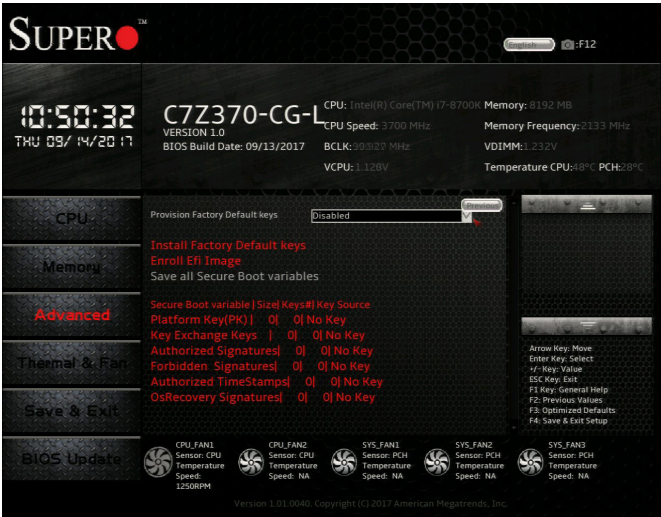 SUPER TM
English :F12
10:50:32
THU 09/ 14/2017
C7Z370-CG-L
VERSION 1.0
BIOS Build Date: 09/13/2017
CPU: Intel(R) Core(TM) i7-8700K
CPU Speed: 3700 MHz
BCLK: MHz
VCPU: 1.128V
Memory: 8192 MB
Memory Frequency: 2133 MHz
VDIMM: 1.232V
Temperature CPU:48°C PCH:28°C
CPU
Memory
Advanced
Thermal & Fan
Save & Exit
BIOS Update
Previous
Provision Factory Default keys Disabled
Install Factory Default keys
Enroll Efi Image
Save all Secure Boot variables
Secure Boot variable | Size| Keys#| Key Source
Platform Key(PK) | 0| 0| No Key
Key Exchange Keys | 0| 0| No Key
Authorized Signatures| 0| 0| No Key
Forbidden Signatures| 0| 0| No Key
Authorized TimeStamps| 0| 0| No Key
OsRecovery Signatures| 0| 0| No Key
Arrow Key: Move
Enter Key: Select
+/-Key: Value
ESC Key: Exit
F1 Key: General Help
F2: Previous Values
F3: Optimized Defaults
F4: Save & Exit Setup
CPU_FAN1
Sensor: CPU
Temperature
Speed:
1250RPM
CPU_FAN2
Sensor: CPU
Temperature
Speed: NA
SYS_FAN1
Sensor: PCH
Temperature
Speed: NA
SYS_FAN2
Sensor: PCH
Temperature
Speed: NA
SYS_FAN3
Sensor: PCH
Temperature
Speed: NA
Version 1.01.0040. Copyright (C) 2017 American Megatrends, Inc.